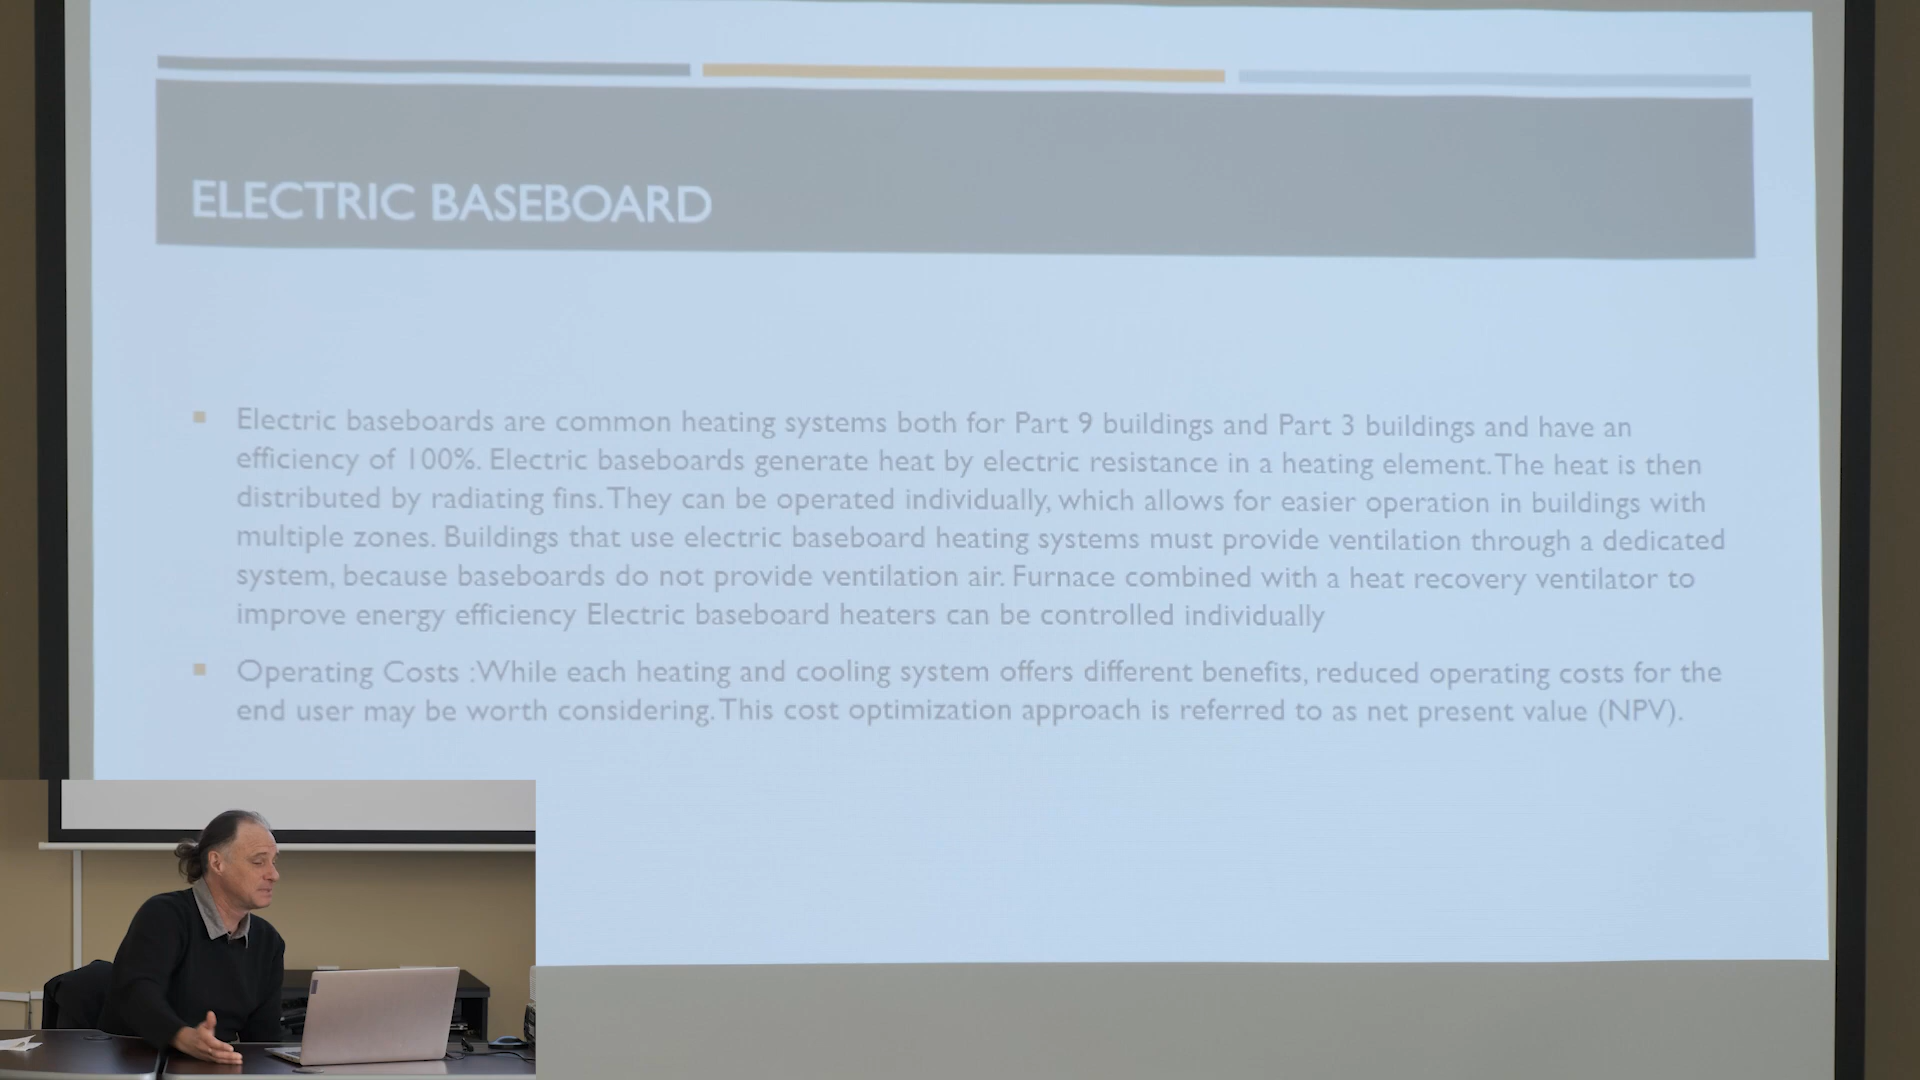 ELECTRIC BASEBOARD
Electric baseboards are common heating systems both for Part 9 buildings and Part 3 buildings and have an
efficiency of 100%. Electric baseboards generate heat by electric resistance in a heating element. The heat is then
distributed by radiating fins. They can be operated individually, which allows for easier operation in buildings with
multiple zones. Buildings that use electric baseboard heating systems must provide ventilation through a dedicated
system, because baseboards do not provide ventilation air. Furnace combined with a heat recovery ventilator to
improve energy efficiency Electric baseboard heaters can be controlled individually
Operating Costs : While each heating and cooling system offers different benefits, reduced operating costs for the
end user may be worth considering. This cost optimization approach is referred to as net present value (NPV).